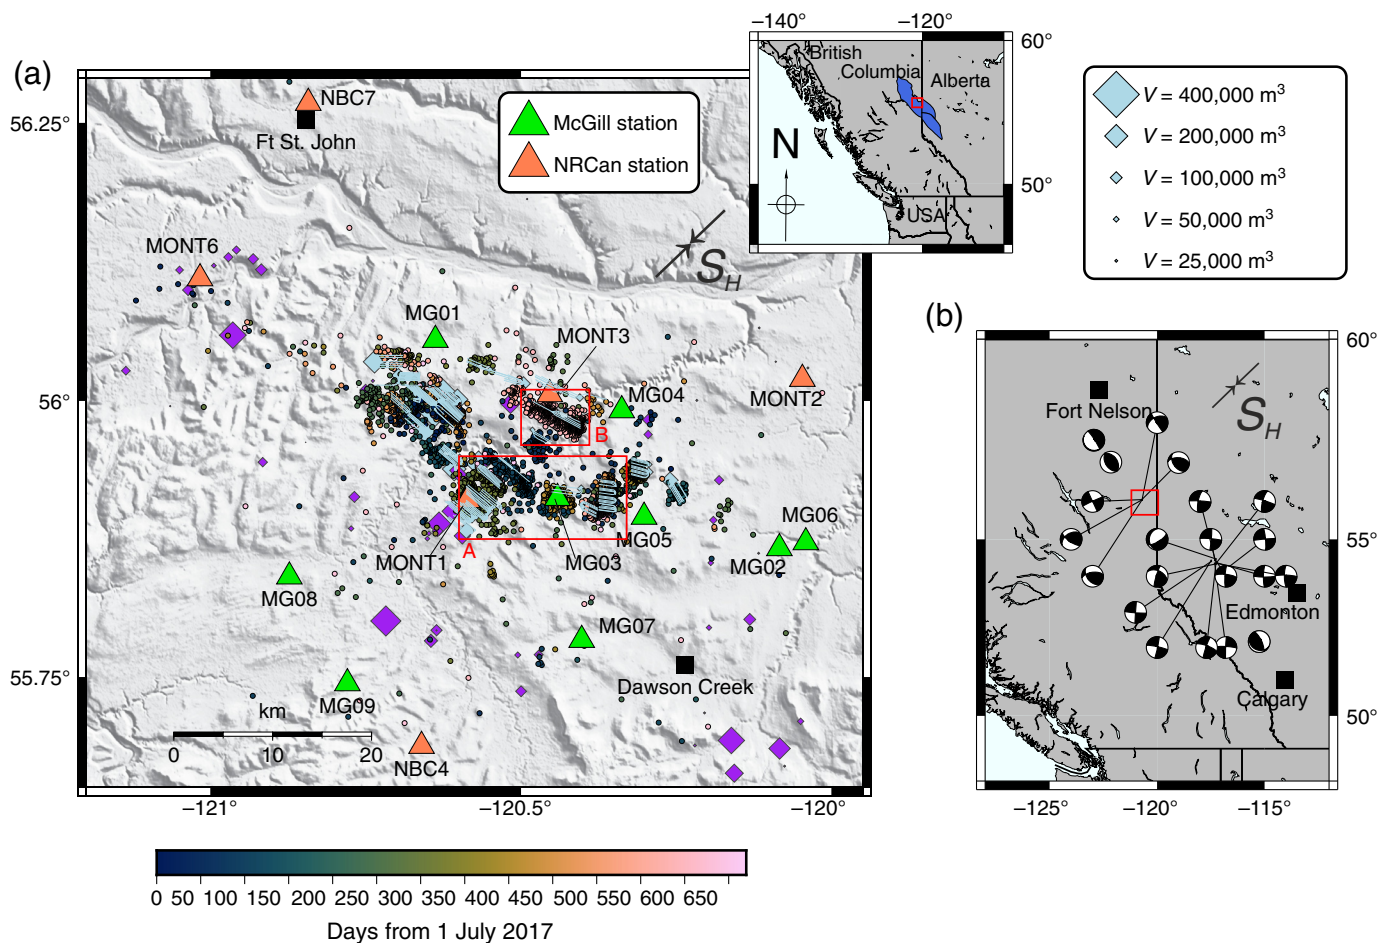 −140°
−120°
(a)
60°
British
Columbia
Alberta
N
50°
USA
V = 400,000 m³
V = 200,000 m³
V = 100,000 m³
V = 50,000 m³
V = 25,000 m³
NBC7
McGill station
56.25°
Ft St. John
NRCan station
MONT6
S_H
(b)
MG01
MONT3
60°
MONT2
MG04
Fort Nelson
56°
B
S_H
MG06
A
MG05
MONT1
MG03
MG02
55°
MG08
Edmonton
MG07
55.75°
Dawson Creek
Calgary
MG09
km
50°
0
10
20
NBC4
−121°
−120.5°
−120°
−125°
−120°
−115°
0 50 100 150 200 250 300 350 400 450 500 550 600 650
Days from 1 July 2017